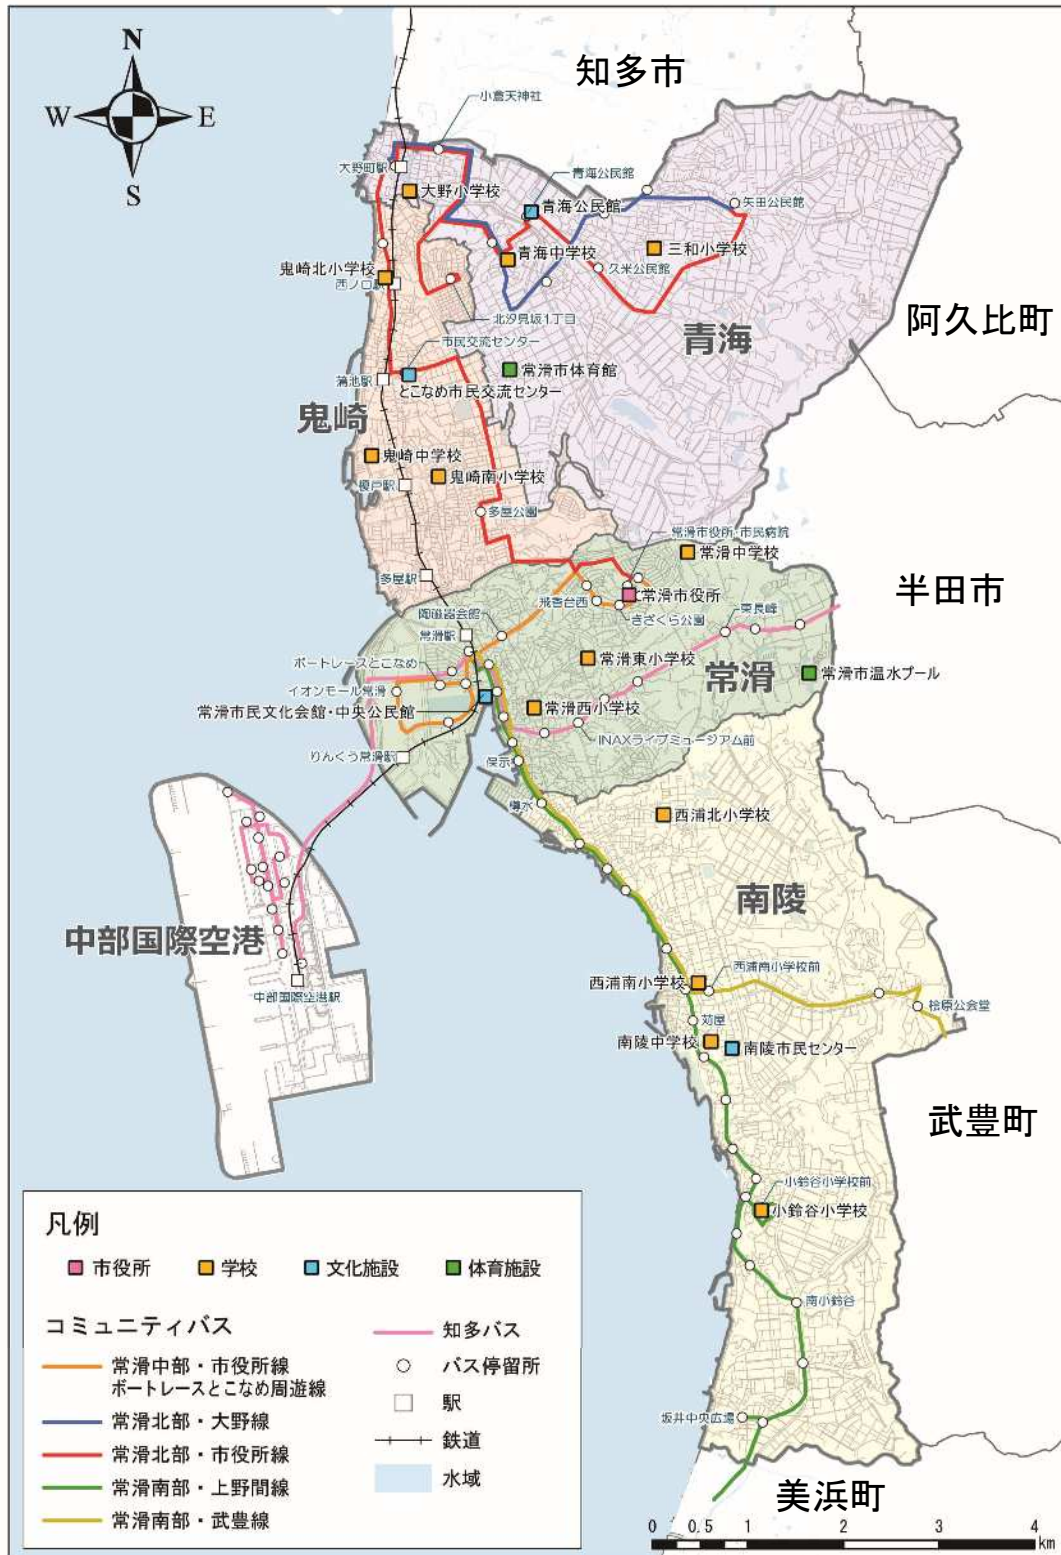 N
W
E
S
知多市
小倉天神社
大野町駅
大野小学校
青海公民館
青海公民館
矢田公民館
青海中学校
三和小学校
久米公民館
鬼崎北小学校
西ノ口駅
北汐見坂1丁目
阿久比町
青海
市民交流センター
常滑市体育館
蒲池駅
とこなめ市民交流センター
鬼崎
鬼崎中学校
鬼崎南小学校
榎戸駅
多屋公園
常滑市役所・市民病院
常滑中学校
多屋駅
飛香台西
常滑市役所
半田市
陶磁器会館
きざくら公園
東長峰
常滑駅
ボートレースとこなめ
常滑東小学校
常滑
常滑市温水プール
イオンモール常滑
常滑市民文化会館・中央公民館
常滑西小学校
INAXライブミュージアム前
りんくう常滑駅
保示
樽水
西浦北小学校
南陵
中部国際空港
西浦南小学校前
西浦南小学校
中部国際空港駅
桧原公会堂
苅屋
南陵中学校
南陵市民センター
武豊町
小鈴谷小学校前
小鈴谷小学校
南小鈴谷
坂井中央広場
美浜町
凡例
市役所
学校
文化施設
体育施設
コミュニティバス
常滑中部・市役所線
ボートレースとこなめ周遊線
常滑北部・大野線
常滑北部・市役所線
常滑南部・上野間線
常滑南部・武豊線
知多バス
バス停留所
駅
鉄道
水域
0 0.5 1 2 3 4
km